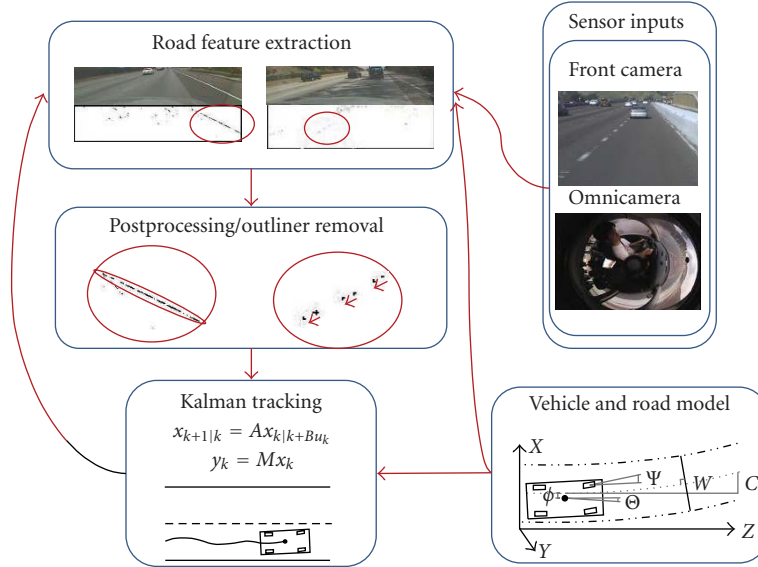 Road feature extraction
Postprocessing/outliner removal
Kalman tracking
x_{k+1|k} = Ax_{k|k+Bu_k}
y_k = Mx_k
Sensor inputs
Front camera
Omnicamera
Vehicle and road model
X
Ψ
W
C
ϕ
Θ
Z
Y